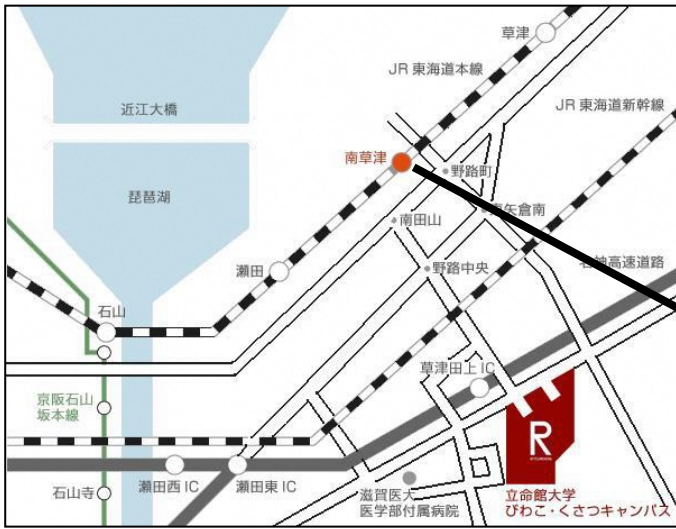 草津
JR 東海道本線
JR 東海道新幹線
近江大橋
南草津
野路町
琵琶湖
矢倉南
南田山
名神高速道路
瀬田
野路中央
石山
草津田上 IC
京阪石山
坂本線
R
瀬田西 IC
瀬田東 IC
石山寺
滋賀医大
医学部付属病院
立命館大学
びわこ・くさつキャンパス